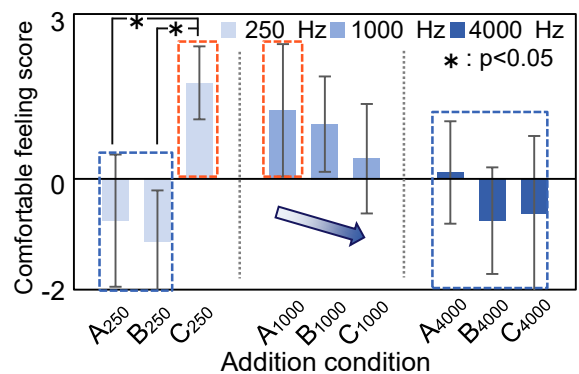 3
250 Hz 1000 Hz 4000 Hz
* : p<0.05
*
*
Comfortable feeling score
0
-2
A250 B250 C250 A1000 B1000 C1000 A4000 B4000 C4000
Addition condition